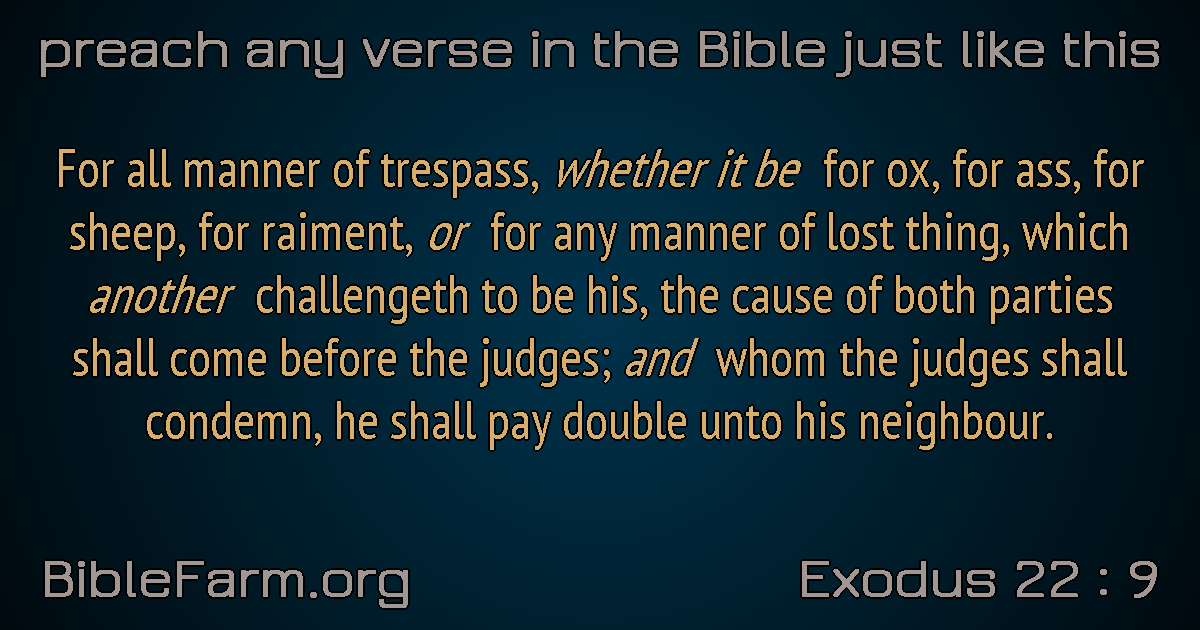 preach any verse in the Bible just like this
For all manner of trespass, whether it be for ox, for ass, for
sheep, for raiment, or for any manner of lost thing, which
another challengeth to be his, the cause of both parties
shall come before the judges; and whom the judges shall
condemn, he shall pay double unto his neighbour.
BibleFarm.org
Exodus 22 : 9